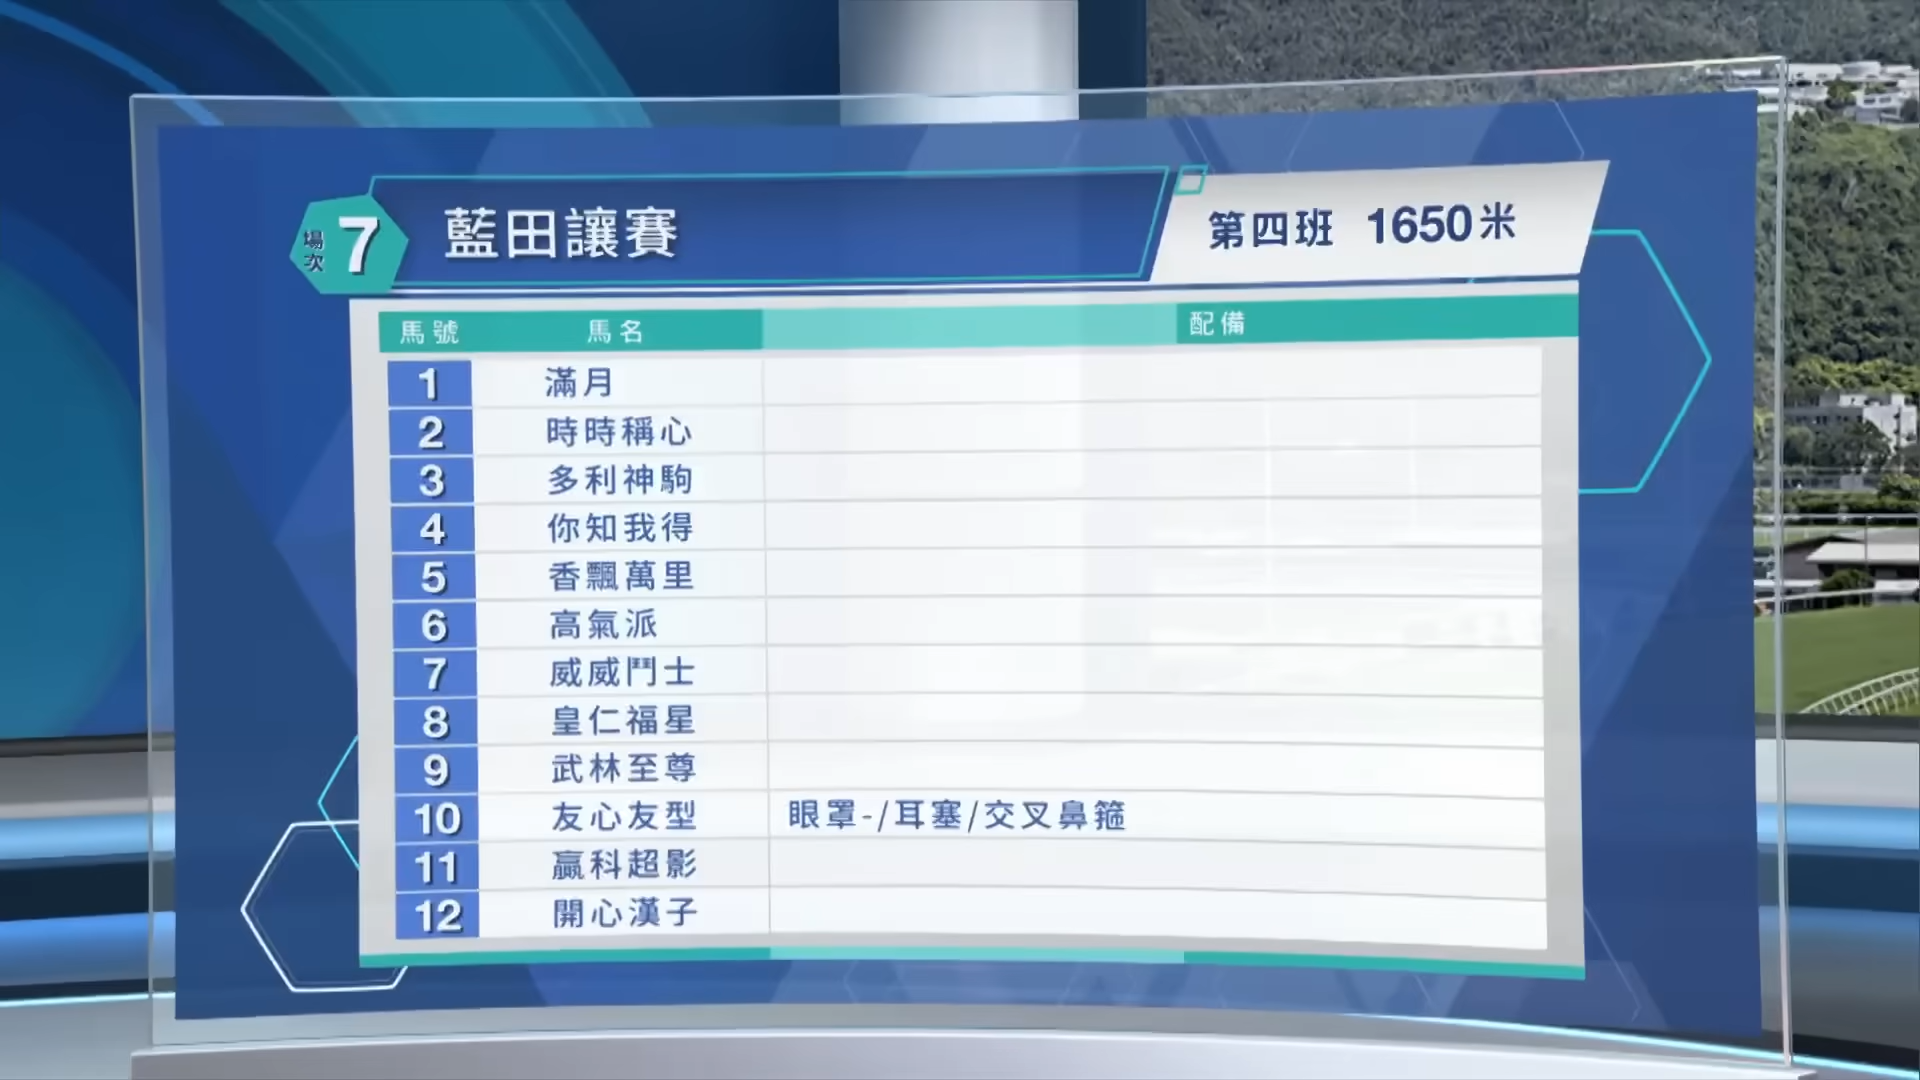 場次 7 藍田讓賽 第四班 1650米
馬號 馬名 配備
1 滿月
2 時時稱心
3 多利神駒
4 你知我得
5 香飄萬里
6 高氣派
7 威威鬥士
8 皇仁福星
9 武林至尊
10 友心友型 眼罩-/耳塞/交叉鼻箍
11 贏科超影
12 開心漢子